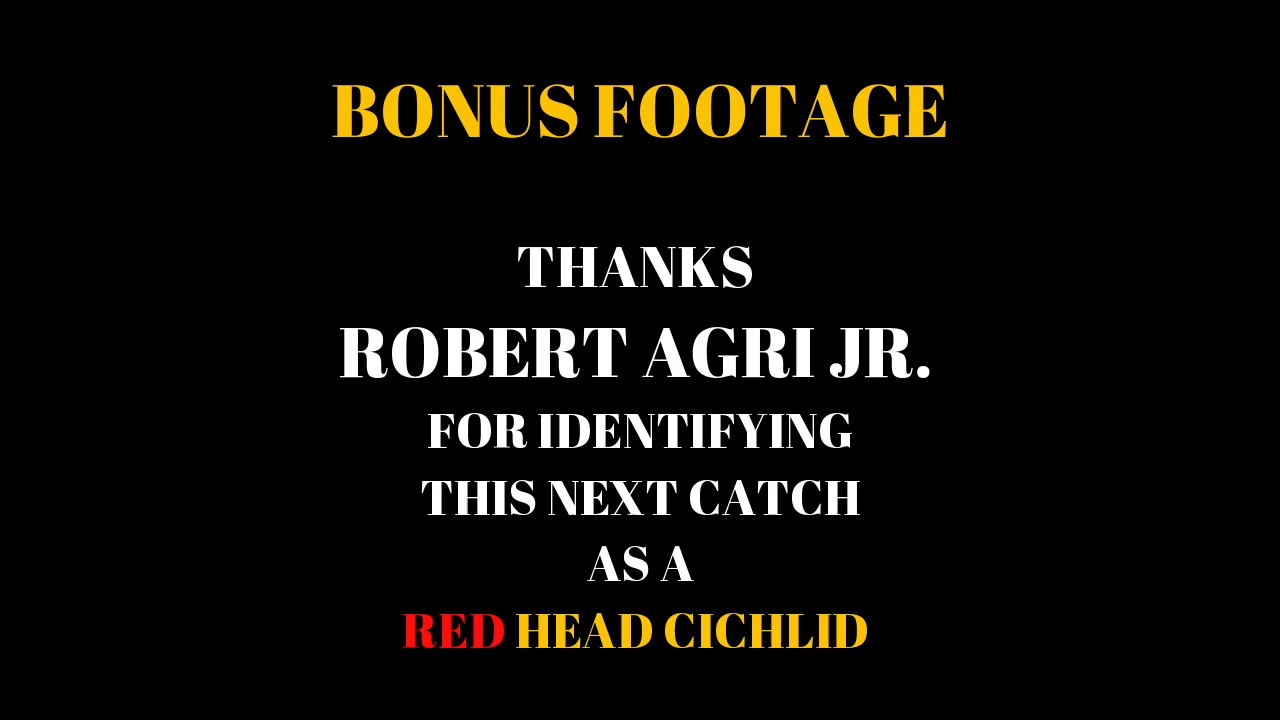 BONUS FOOTAGE
THANKS
ROBERT AGRI JR.
FOR IDENTIFYING
THIS NEXT CATCH
AS A
RED HEAD CICHLID